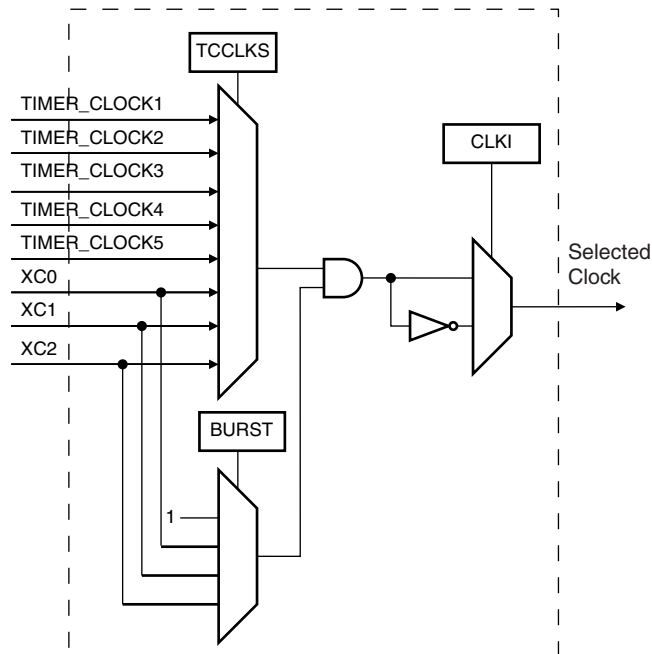 TCCLKS
TIMER_CLOCK1
TIMER_CLOCK2
TIMER_CLOCK3
TIMER_CLOCK4
TIMER_CLOCK5
XC0
XC1
XC2
CLKI
Selected
Clock
BURST
1